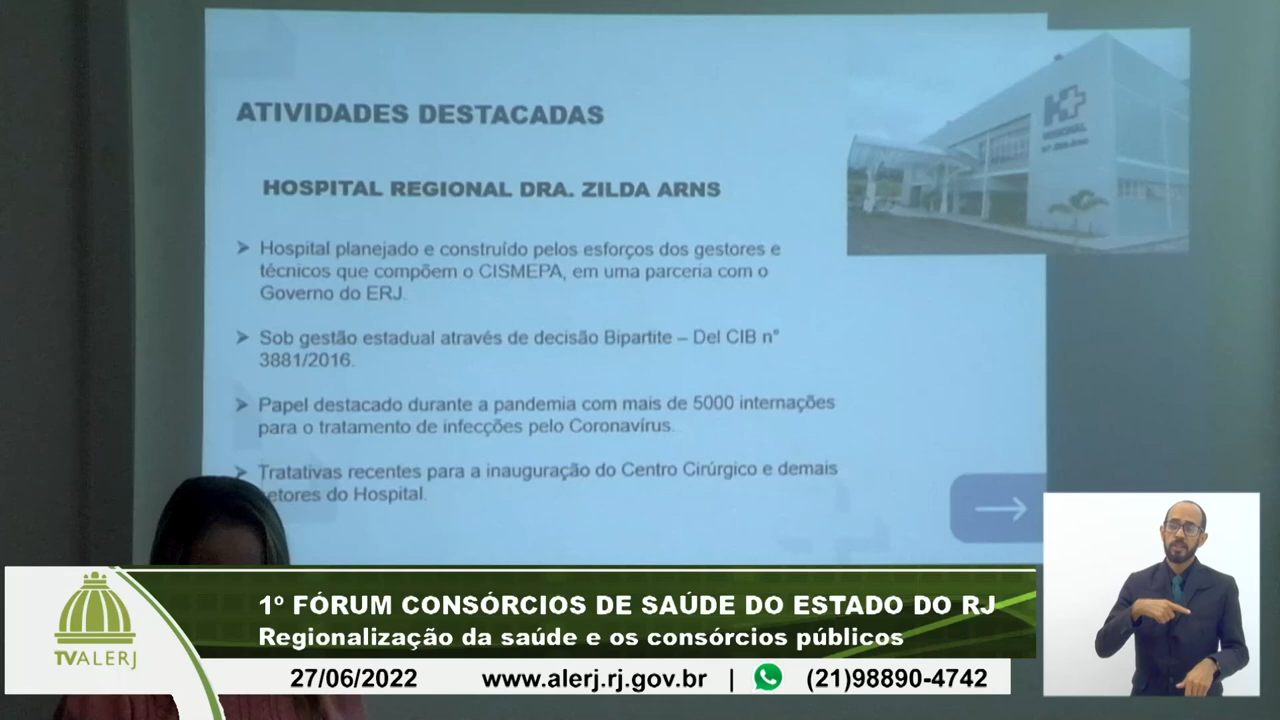 ATIVIDADES DESTACADAS
HOSPITAL REGIONAL DRA. ZILDA ARNS
➤ Hospital planejado e construído pelos esforços dos gestores e
técnicos que compõem o CISMEPA, em uma parceria com o
Governo do ERJ.
➤ Sob gestão estadual através de decisão Bipartite – Del CIB n°
3881/2016.
➤ Papel destacado durante a pandemia com mais de 5000 internações
para o tratamento de infecções pelo Coronavírus.
➤ Tratativas recentes para a inauguração do Centro Cirúrgico e demais
etores do Hospital.
H+
REGIONAL
1º FÓRUM CONSÓRCIOS DE SAÚDE DO ESTADO DO RJ
Regionalização da saúde e os consórcios públicos
TVALERJ
27/06/2022 www.alerj.rj.gov.br | (21)98890-4742